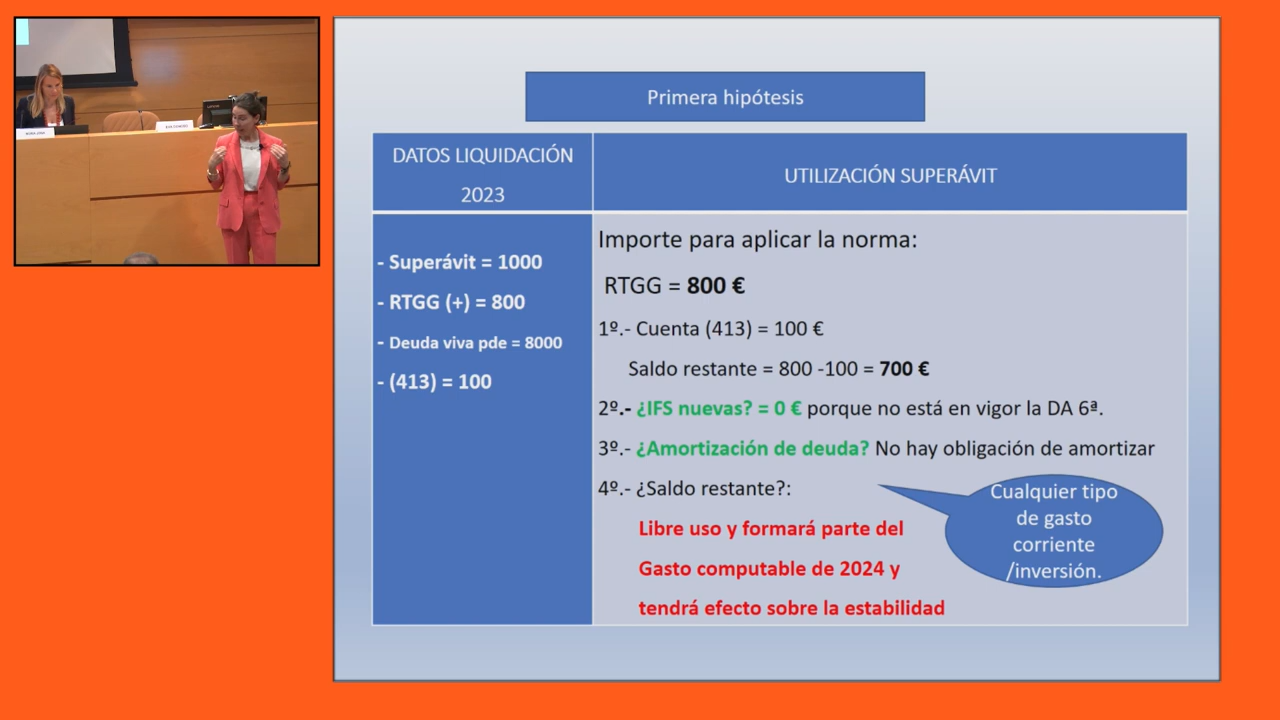 Primera hipótesis
DATOS LIQUIDACIÓN
2023
UTILIZACIÓN SUPERÁVIT
- Superávit = 1000
- RTGG (+) = 800
- Deuda viva pde = 8000
- (413) = 100
Importe para aplicar la norma:
RTGG = 800 €
1º.- Cuenta (413) = 100 €
Saldo restante = 800 -100 = 700 €
2º.- ¿IFS nuevas? = 0 € porque no está en vigor la DA 6ª.
3º.- ¿Amortización de deuda? No hay obligación de amortizar
4º.- ¿Saldo restante?:
Libre uso y formará parte del
Gasto computable de 2024 y
tendrá efecto sobre la estabilidad
Cualquier tipo
de gasto
corriente
/inversión.